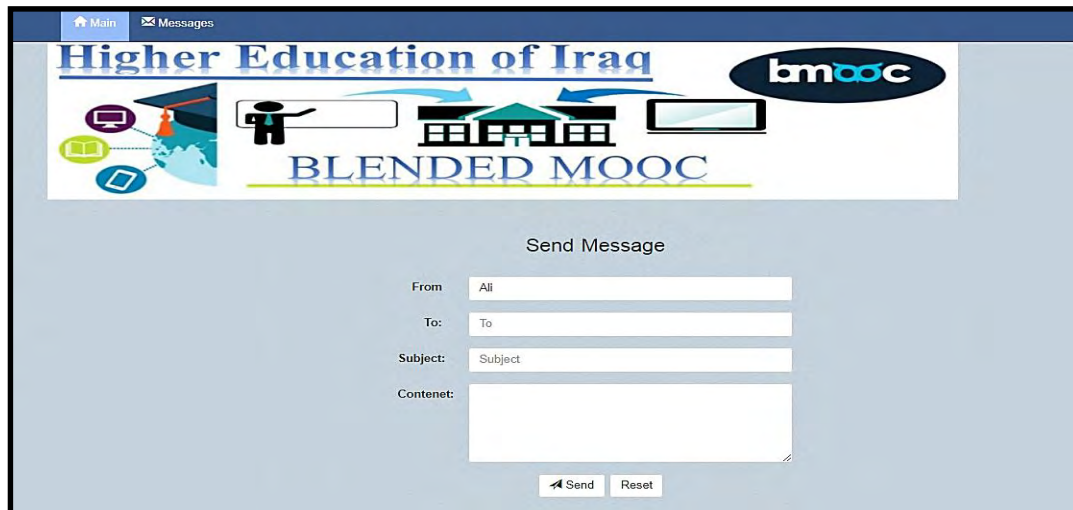 Main Messages
Higher Education of Iraq
bmooc
BLENDED MOOC
Send Message
From Ali
To: To
Subject: Subject
Contenet:
Send Reset